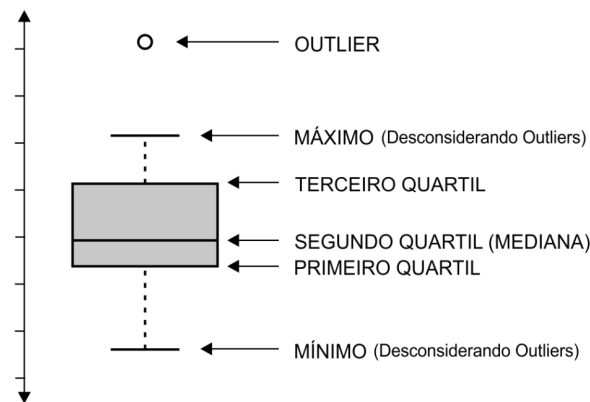 OUTLIER
MÁXIMO (Desconsiderando Outliers)
TERCEIRO QUARTIL
SEGUNDO QUARTIL (MEDIANA)
PRIMEIRO QUARTIL
MÍNIMO (Desconsiderando Outliers)